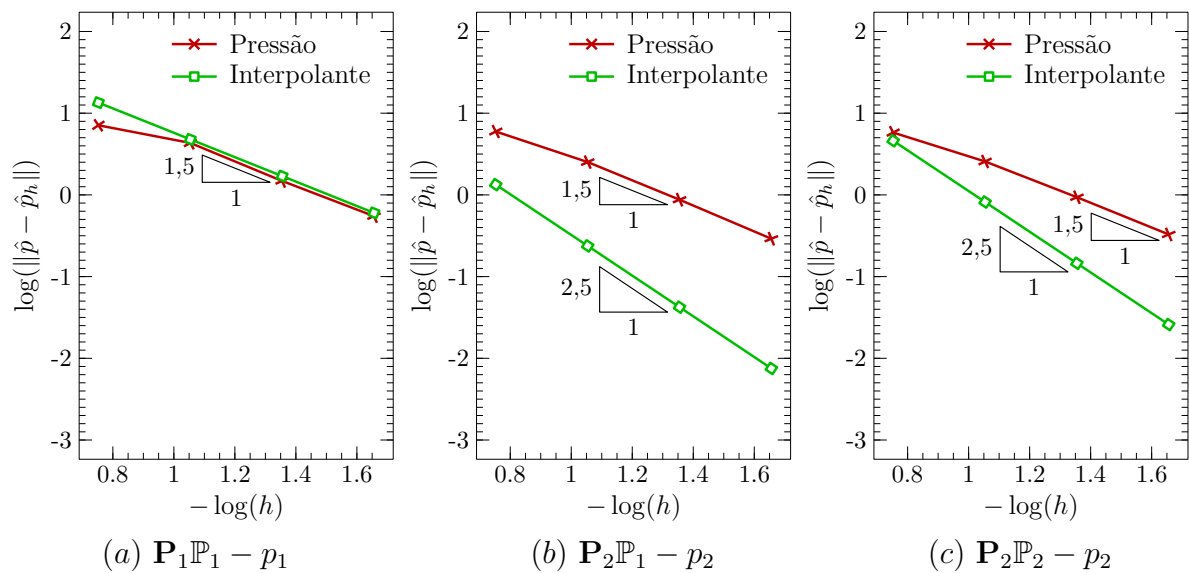 log(‖p̂ − p̂ₕ‖)
2
1
0
-1
-2
-3
Pressão
Interpolante
1,5
1
0.8 1 1.2 1.4 1.6
− log(h)
(a) P₁ℙ₁ − p₁
log(‖p̂ − p̂ₕ‖)
2
1
0
-1
-2
-3
Pressão
Interpolante
1,5
1
2,5
1
0.8 1 1.2 1.4 1.6
− log(h)
(b) P₂ℙ₁ − p₂
log(‖p̂ − p̂ₕ‖)
2
1
0
-1
-2
-3
Pressão
Interpolante
1,5
1
2,5
1
0.8 1 1.2 1.4 1.6
− log(h)
(c) P₂ℙ₂ − p₂